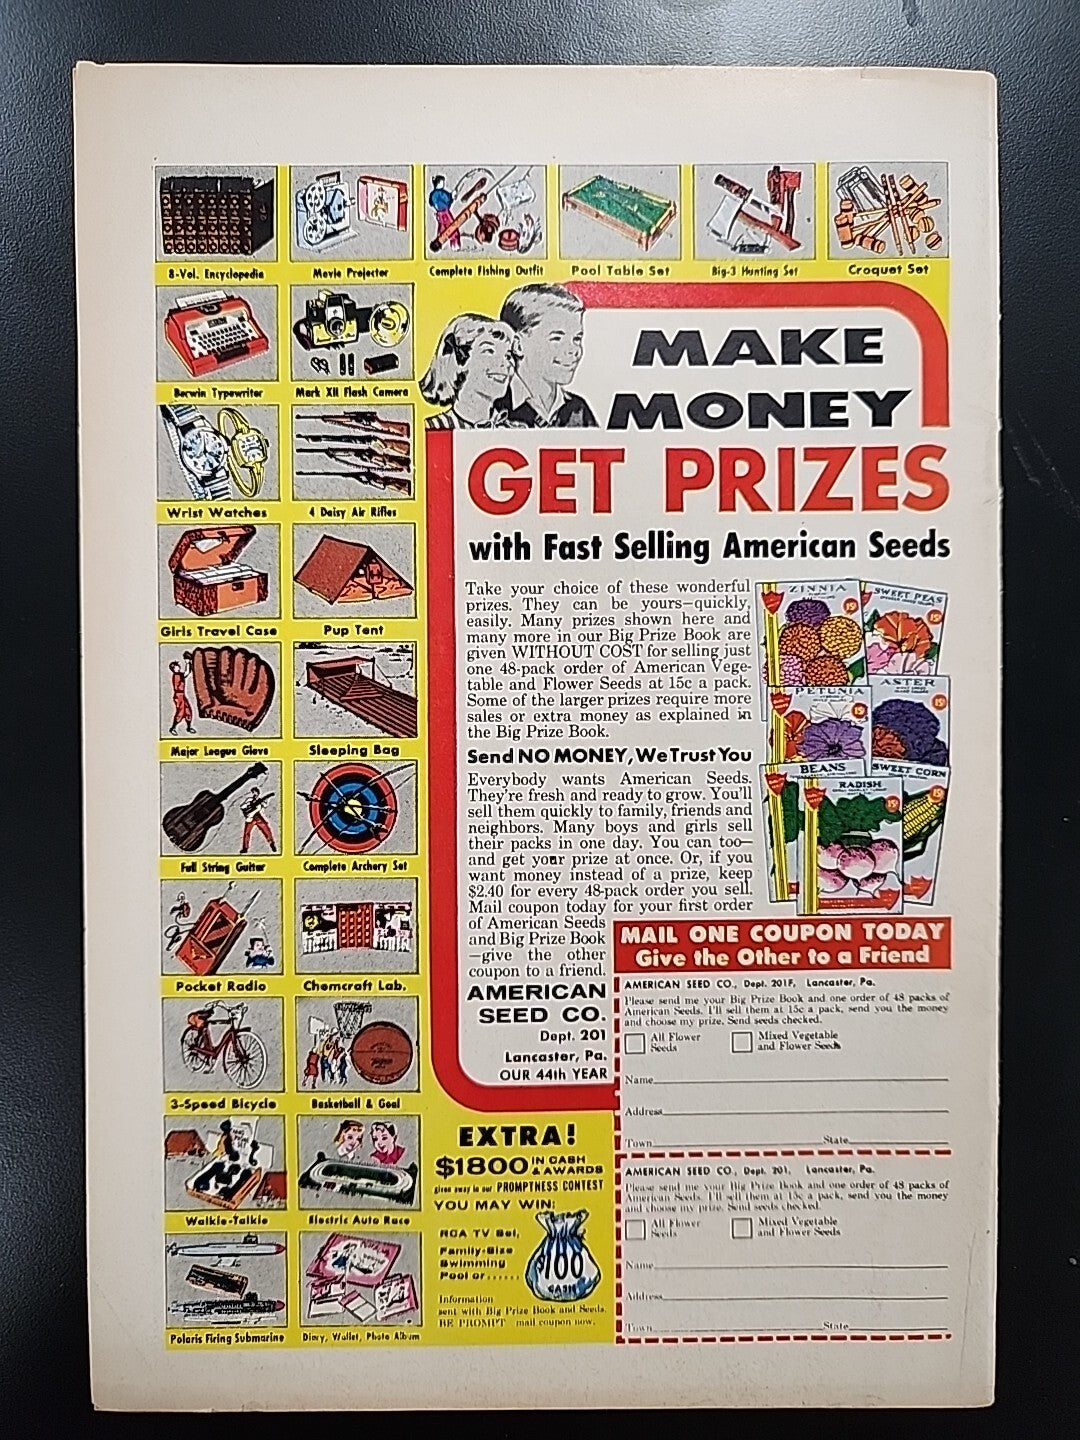 8-Vol. Encyclopedia
Movie Projector
Complete Fishing Outfit
Pool Table Set
Big-3 Hunting Set
Croquet Set
Berwin Typewriter
Mark XII Flash Camera
Wrist Watches
4 Daisy Air Rifles
Girls Travel Case
Pup Tent
Major League Glove
Sleeping Bag
Full String Guitar
Complete Archery Set
Pocket Radio
Chemcraft Lab.
3-Speed Bicycle
Basketball & Goal
Walkie-Talkie
Electric Auto Race
Polaris Firing Submarine
Diary, Wallet, Photo Album
MAKE
MONEY
GET PRIZES
with Fast Selling American Seeds
Take your choice of these wonderful
prizes. They can be yours—quickly,
easily. Many prizes shown here and
many more in our Big Prize Book are
given WITHOUT COST for selling just
one 48-pack order of American Vege-
table and Flower Seeds at 15c a pack.
Some of the larger prizes require more
sales or extra money as explained in
the Big Prize Book.
Send NO MONEY, We Trust You
Everybody wants American Seeds.
They're fresh and ready to grow. You'll
sell them quickly to family, friends and
neighbors. Many boys and girls sell
their packs in one day. You can too—
and get your prize at once. Or, if you
want money instead of a prize, keep
$2.40 for every 48-pack order you sell.
Mail coupon today for your first order
of American Seeds
and Big Prize Book
—give the other
coupon to a friend.
AMERICAN
SEED CO.
Dept. 201
Lancaster, Pa.
OUR 44th YEAR
ZINNIA
15¢
SWEET PEAS
15¢
PETUNIA
15¢
ASTER
15¢
BEANS
SWEET CORN
15¢
RADISH
15¢
MAIL ONE COUPON TODAY
Give the Other to a Friend
AMERICAN SEED CO., Dept. 201F, Lancaster, Pa.
Please send me your Big Prize Book and one order of 48 packs of
American Seeds. I'll sell them at 15c a pack, send you the money
and choose my prize. Send seeds checked.
All Flower
Seeds
Mixed Vegetable
and Flower Seeds
Name
Address
Town State
AMERICAN SEED CO., Dept. 201, Lancaster, Pa.
Please send me your Big Prize Book and one order of 48 packs of
American Seeds. I'll sell them at 15c a pack, send you the money
and choose my prize. Send seeds checked.
All Flower
Seeds
Mixed Vegetable
and Flower Seeds
Name
Address
Town State
EXTRA!
$1800 IN CASH
& AWARDS
given away in our PROMPTNESS CONTEST
YOU MAY WIN:
RCA TV Set,
Family-Size
Swimming
Pool or......
$100
CASH
Information
sent with Big Prize Book and Seeds.
BE PROMPT mail coupon now.